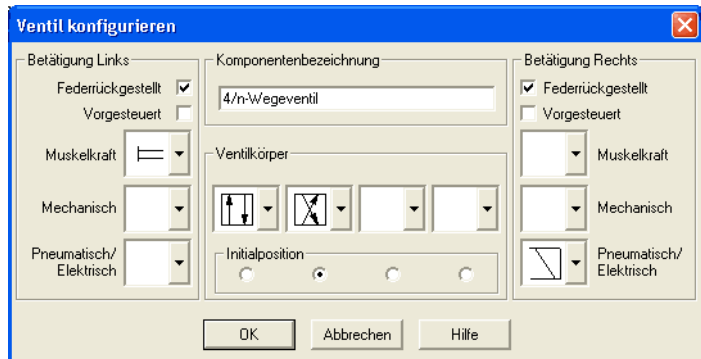 Ventil konfigurieren
Betätigung Links
Federrückgestellt
Vorgesteuert
Muskelkraft
Mechanisch
Pneumatisch/
Elektrisch
Komponentenbezeichnung
4/n-Wegeventil
Ventilkörper
Initialposition
Betätigung Rechts
Federrückgestellt
Vorgesteuert
Muskelkraft
Mechanisch
Pneumatisch/
Elektrisch
OK
Abbrechen
Hilfe